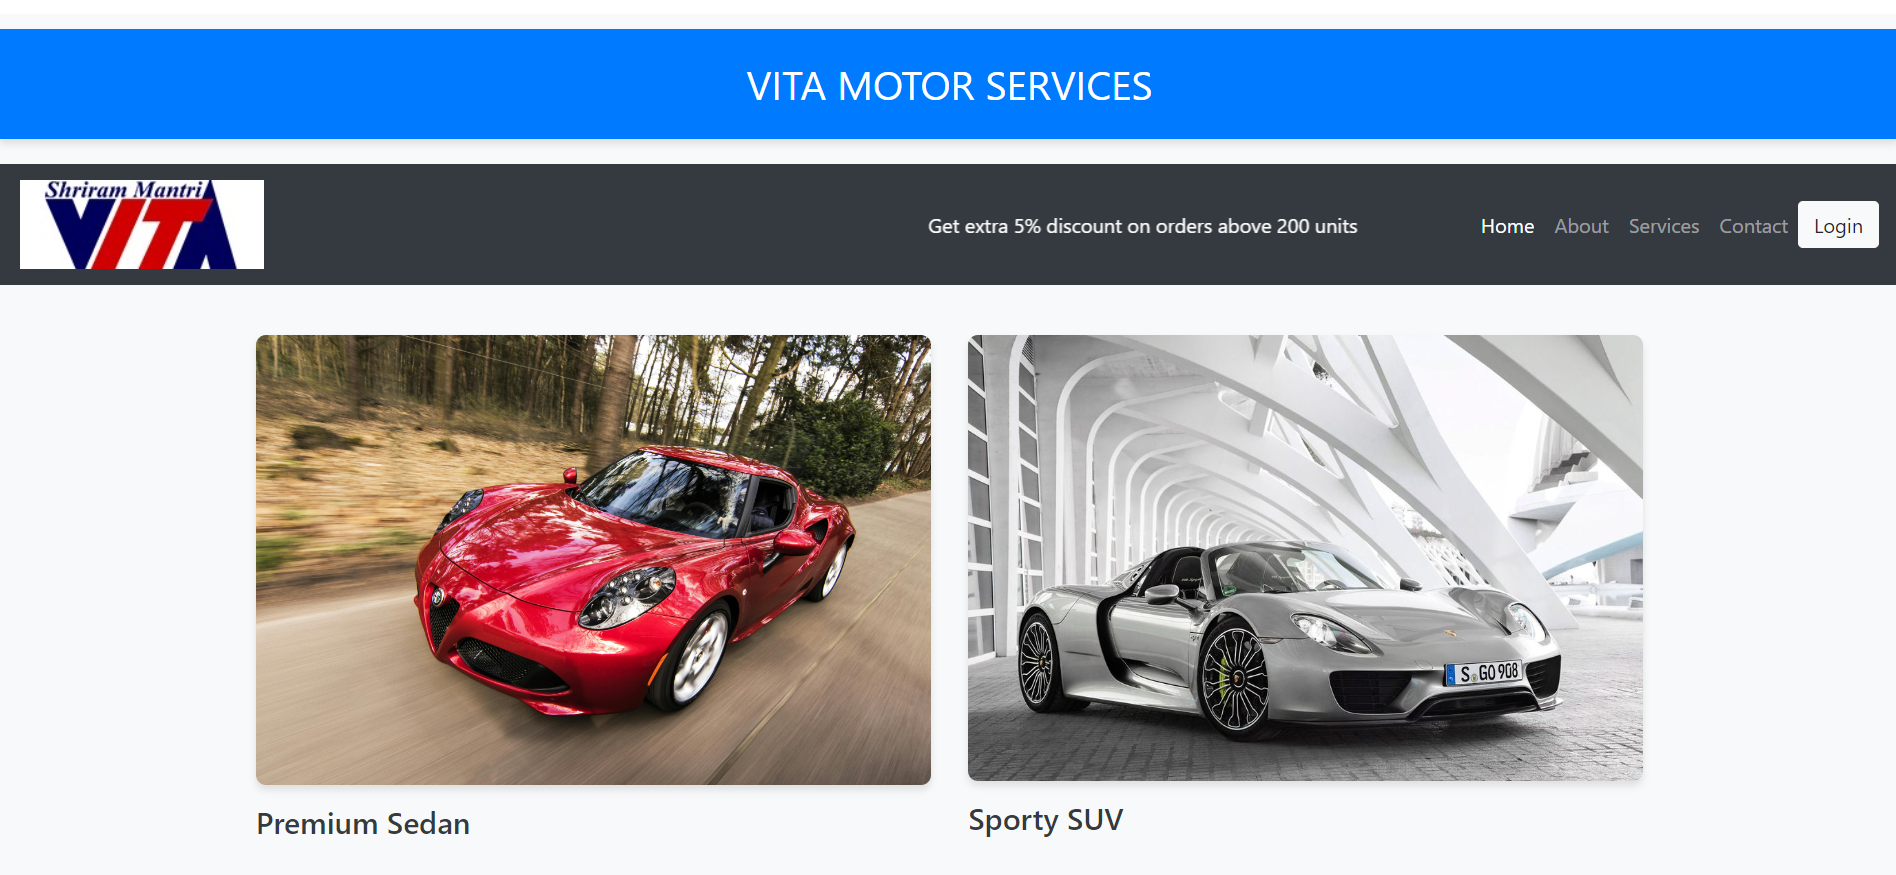 VITA MOTOR SERVICES
Shriram Mantri
VITA
Get extra 5% discount on orders above 200 units
Home About Services Contact Login
S GO 908
Premium Sedan
Sporty SUV